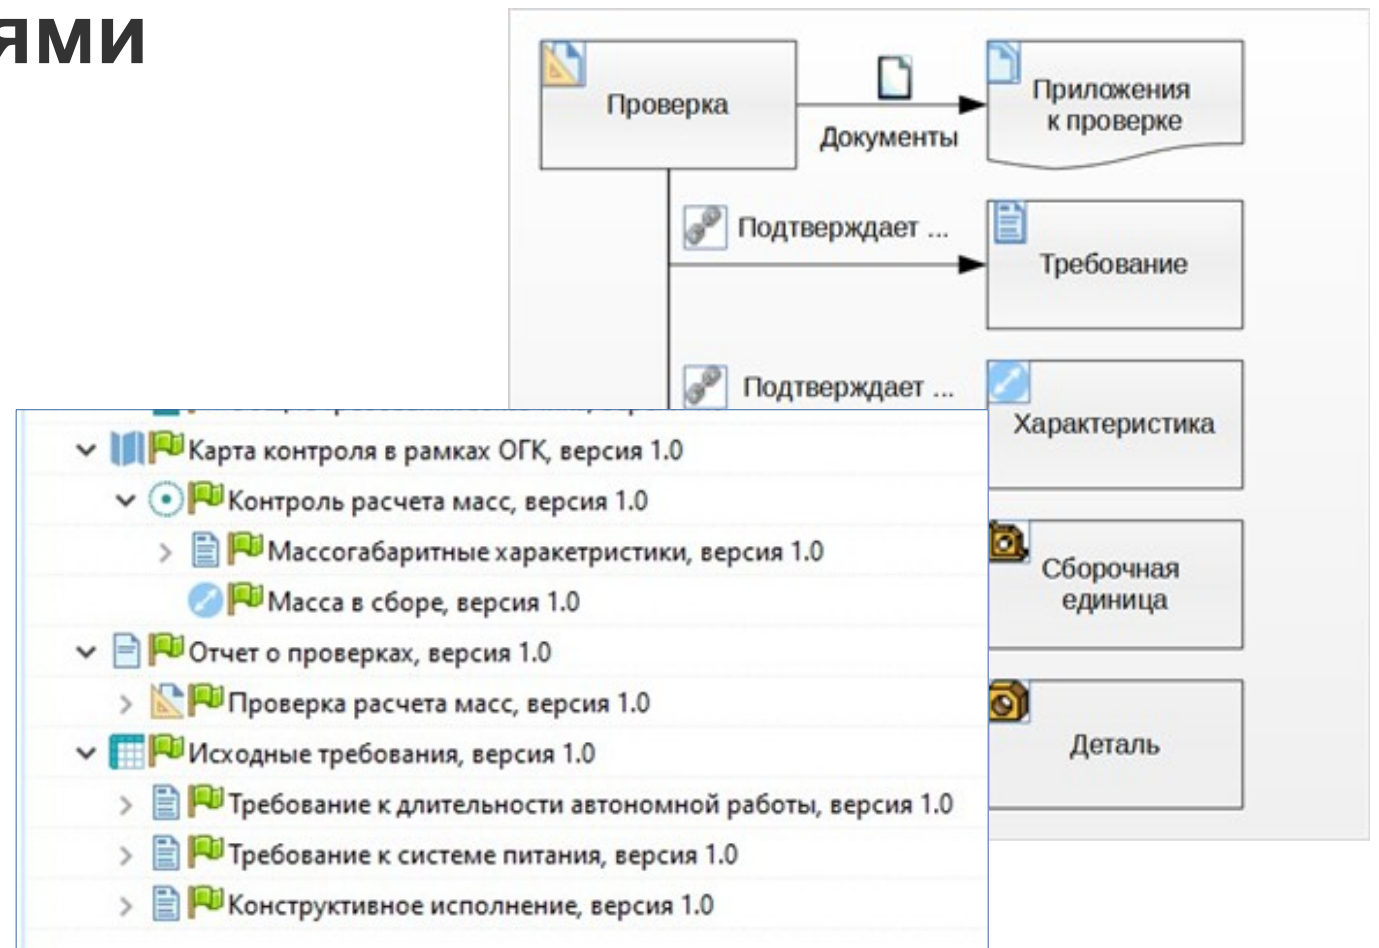 ями
Проверка
Документы
Приложения
к проверке
Подтверждает ...
Требование
Подтверждает ...
Характеристика
Сборочная
единица
Деталь
Карта контроля в рамках ОГК, версия 1.0
Контроль расчета масс, версия 1.0
Массогабаритные харакетристики, версия 1.0
Масса в сборе, версия 1.0
Отчет о проверках, версия 1.0
Проверка расчета масс, версия 1.0
Исходные требования, версия 1.0
Требование к длительности автономной работы, версия 1.0
Требование к системе питания, версия 1.0
Конструктивное исполнение, версия 1.0